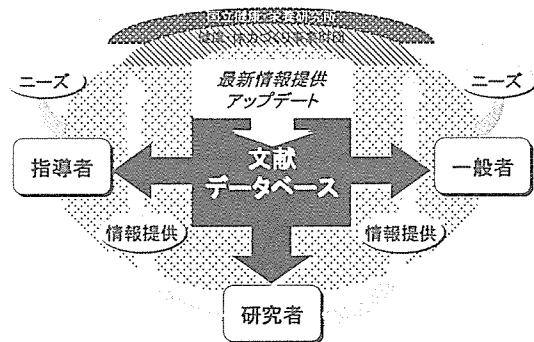 国立健康・栄養研究所
健康・体力づくり事業財団
ニーズ
ニーズ
最新情報提供
アップデート
指導者
文献
データベース
一般者
情報提供
情報提供
研究者